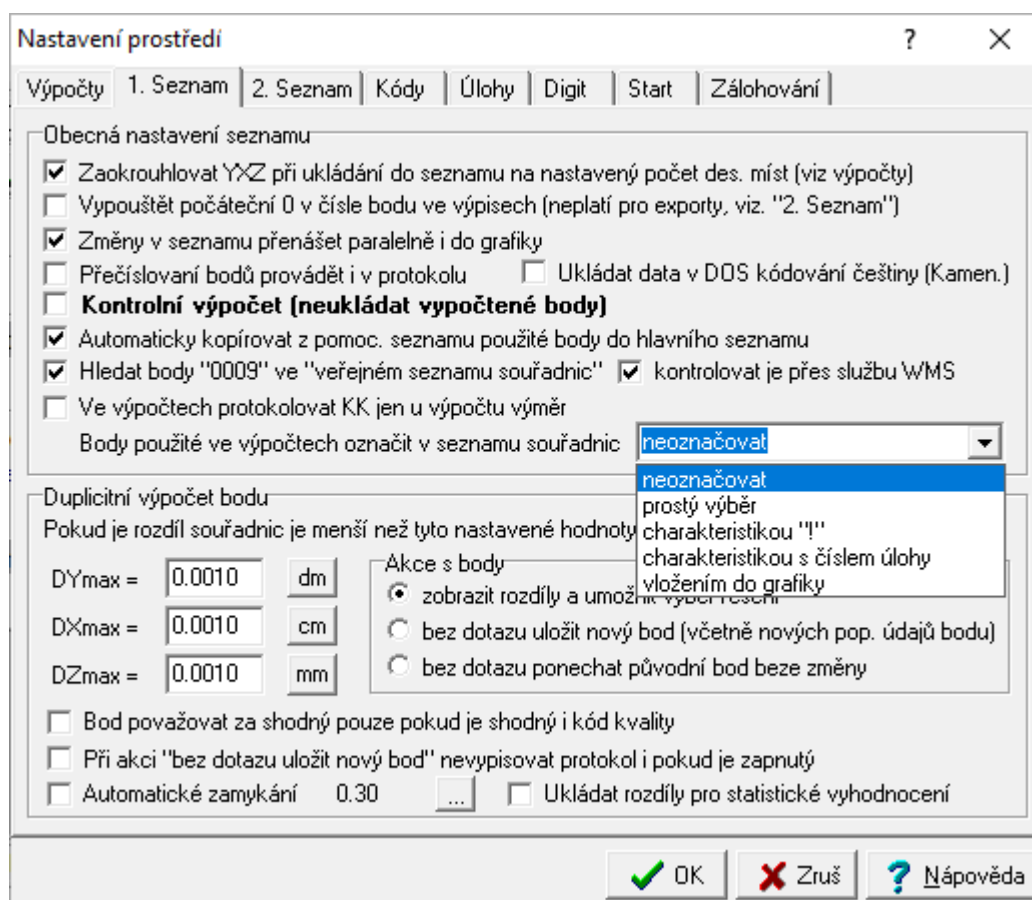 Nastavení prostředí ?
Výpočty 1. Seznam 2. Seznam Kódy Úlohy Digit Start Zálohování
Obecná nastavení seznamu
Zaokrouhlovat YXZ při ukládání do seznamu na nastavený počet des. míst (viz výpočty)
Vypouštět počáteční 0 v čísle bodu ve výpisech (neplatí pro exporty, viz. "2. Seznam")
Změny v seznamu přenášet paralelně i do grafiky
Přečíslovaní bodů provádět i v protokolu Ukládat data v DOS kódování češtiny (Kamen.)
Kontrolní výpočet (neukládat vypočtené body)
Automaticky kopírovat z pomoc. seznamu použité body do hlavního seznamu
Hledat body "0009" ve "veřejném seznamu souřadnic" kontrolovat je přes službu WMS
Ve výpočtech protokolovat KK jen u výpočtu výměr
Body použité ve výpočtech označit v seznamu souřadnic neoznačovat
neoznačovat
prostý výběr
charakteristikou "!"
charakteristikou s číslem úlohy
vložením do grafiky
Duplicitní výpočet bodu
Pokud je rozdíl souřadnic je menší než tyto nastavené hodnoty
DYmax = 0.0010 dm
DXmax = 0.0010 cm
DZmax = 0.0010 mm
Akce s body
zobrazit rozdíly a umožnit výběr řešení
bez dotazu uložit nový bod (včetně nových pop. údajů bodu)
bez dotazu ponechat původní bod beze změny
Bod považovat za shodný pouze pokud je shodný i kód kvality
Při akci "bez dotazu uložit nový bod" nevypisovat protokol i pokud je zapnutý
Automatické zamykání 0.30 ... Ukládat rozdíly pro statistické vyhodnocení
OK Zruš Nápověda